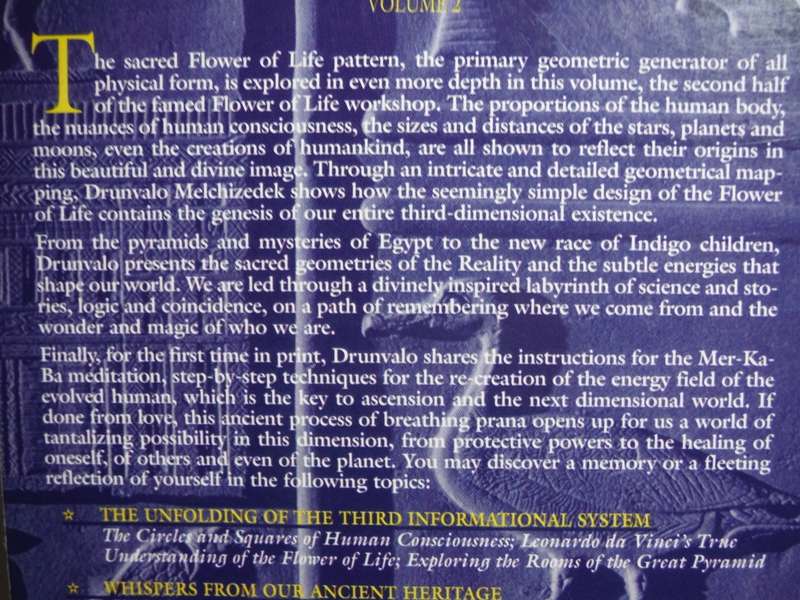 VOLUME 2
The sacred Flower of Life pattern, the primary geometric generator of all
physical form, is explored in even more depth in this volume, the second half
of the famed Flower of Life workshop. The proportions of the human body,
the nuances of human consciousness, the sizes and distances of the stars, planets and
moons, even the creations of humankind, are all shown to reflect their origins in
this beautiful and divine image. Through an intricate and detailed geometrical map-
ping, Drunvalo Melchizedek shows how the seemingly simple design of the Flower
of Life contains the genesis of our entire third-dimensional existence.
From the pyramids and mysteries of Egypt to the new race of Indigo children,
Drunvalo presents the sacred geometries of the Reality and the subtle energies that
shape our world. We are led through a divinely inspired labyrinth of science and sto-
ries, logic and coincidence, on a path of remembering where we come from and the
wonder and magic of who we are.
Finally, for the first time in print, Drunvalo shares the instructions for the Mer-Ka-
Ba meditation, step-by-step techniques for the re-creation of the energy field of the
evolved human, which is the key to ascension and the next dimensional world. If
done from love, this ancient process of breathing prana opens up for us a world of
tantalizing possibility in this dimension, from protective powers to the healing of
oneself, of others and even of the planet. You may discover a memory or a fleeting
reflection of yourself in the following topics:
☆ THE UNFOLDING OF THE THIRD INFORMATIONAL SYSTEM
The Circles and Squares of Human Consciousness; Leonardo da Vinci's True
Understanding of the Flower of Life; Exploring the Rooms of the Great Pyramid
☆ WHISPERS FROM OUR ANCIENT HERITAGE